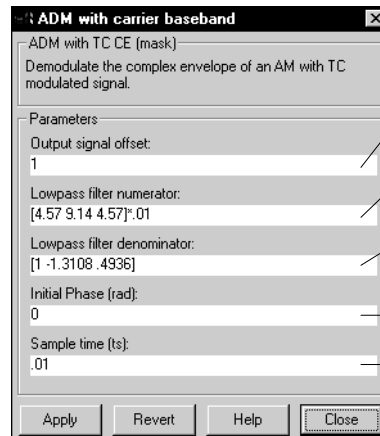 ADM with carrier baseband
ADM with TC CE (mask)
Demodulate the complex envelope of an AM with TC
modulated signal.
Parameters
Output signal offset:
1
Lowpass filter numerator:
[4.57 9.14 4.57]*.01
Lowpass filter denominator:
[1 -1.3108 .4936]
Initial Phase (rad):
0
Sample time (ts):
.01
Apply Revert Help Close